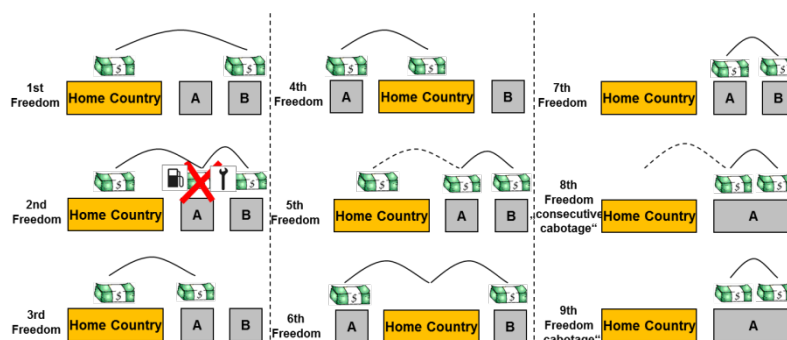 1st
Freedom
Home Country
A
B
2nd
Freedom
Home Country
A
B
3rd
Freedom
Home Country
A
B
4th
Freedom
A
Home Country
B
5th
Freedom
Home Country
A
B
6th
Freedom
A
Home Country
B
7th
Freedom
Home Country
A
B
8th
Freedom
„consecutive
cabotage“
Home Country
A
9th
Freedom
cabotage“
Home Country
A